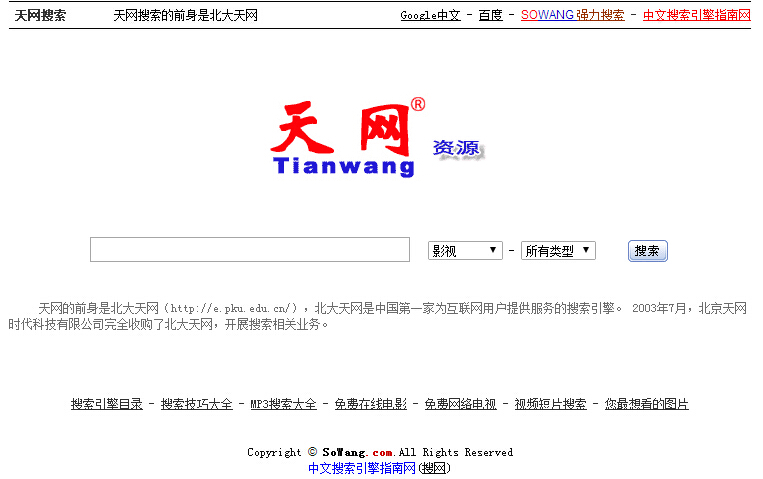 天网搜索 天网搜索的前身是北大天网 Google中文 - 百度 - SOWANG强力搜索 - 中文搜索引擎指南网
天网®
Tianwang 资源
影视 - 所有类型 搜索
天网的前身是北大天网（http://e.pku.edu.cn/），北大天网是中国第一家为互联网用户提供服务的搜索引擎。 2003年7月，北京天网
时代科技有限公司完全收购了北大天网，开展搜索相关业务。
搜索引擎目录 - 搜索技巧大全 - MP3搜索大全 - 免费在线电影 - 免费网络电视 - 视频短片搜索 - 您最想看的图片
Copyright © SoWang.com.All Rights Reserved
中文搜索引擎指南网(搜网)